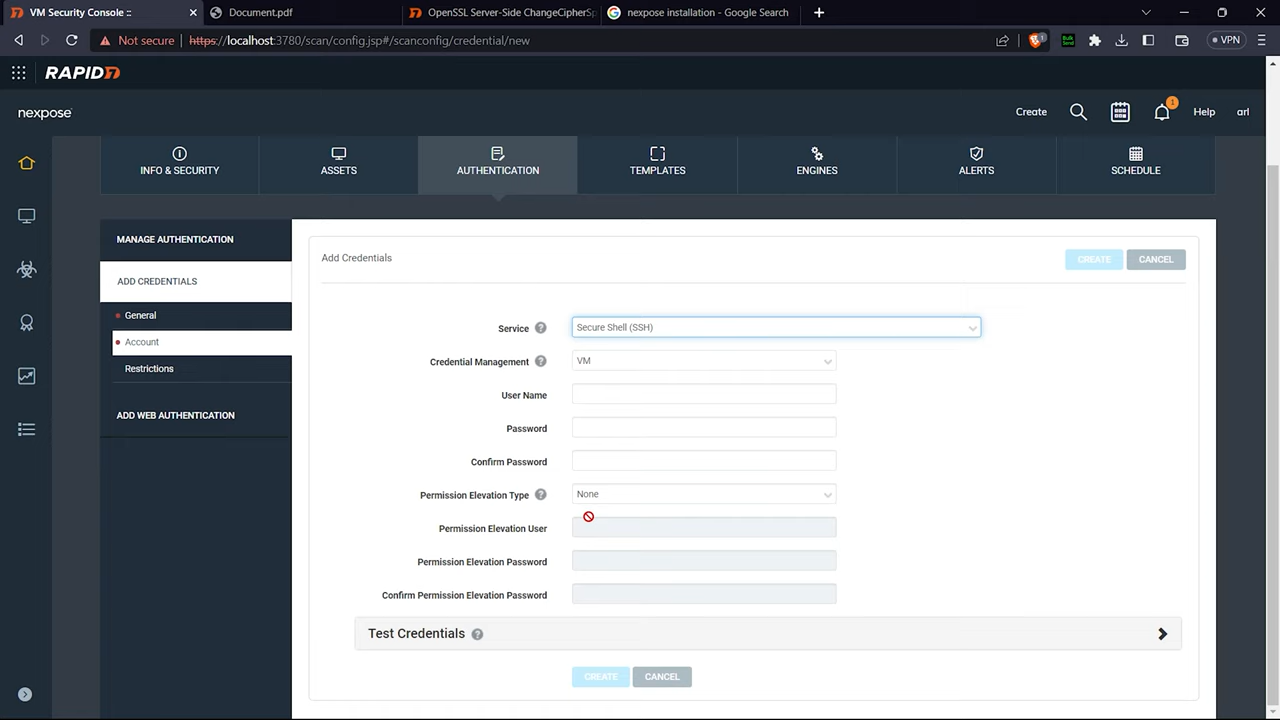 VM Security Console ::
Document.pdf
OpenSSL Server-Side ChangeCipherSp
nexpose installation - Google Search
Not secure
https://localhost:3780/scan/config.jsp#/scanconfig/credential/new
1
Bulk
Send
VPN
RAPID7
nexpose
Create
1
Help
arl
INFO & SECURITY
ASSETS
AUTHENTICATION
TEMPLATES
ENGINES
ALERTS
SCHEDULE
MANAGE AUTHENTICATION
ADD CREDENTIALS
General
Account
Restrictions
ADD WEB AUTHENTICATION
Add Credentials
CREATE
CANCEL
Service ? Secure Shell (SSH)
Credential Management ? VM
User Name
Password
Confirm Password
Permission Elevation Type ? None
Permission Elevation User
Permission Elevation Password
Confirm Permission Elevation Password
Test Credentials ?
CREATE
CANCEL